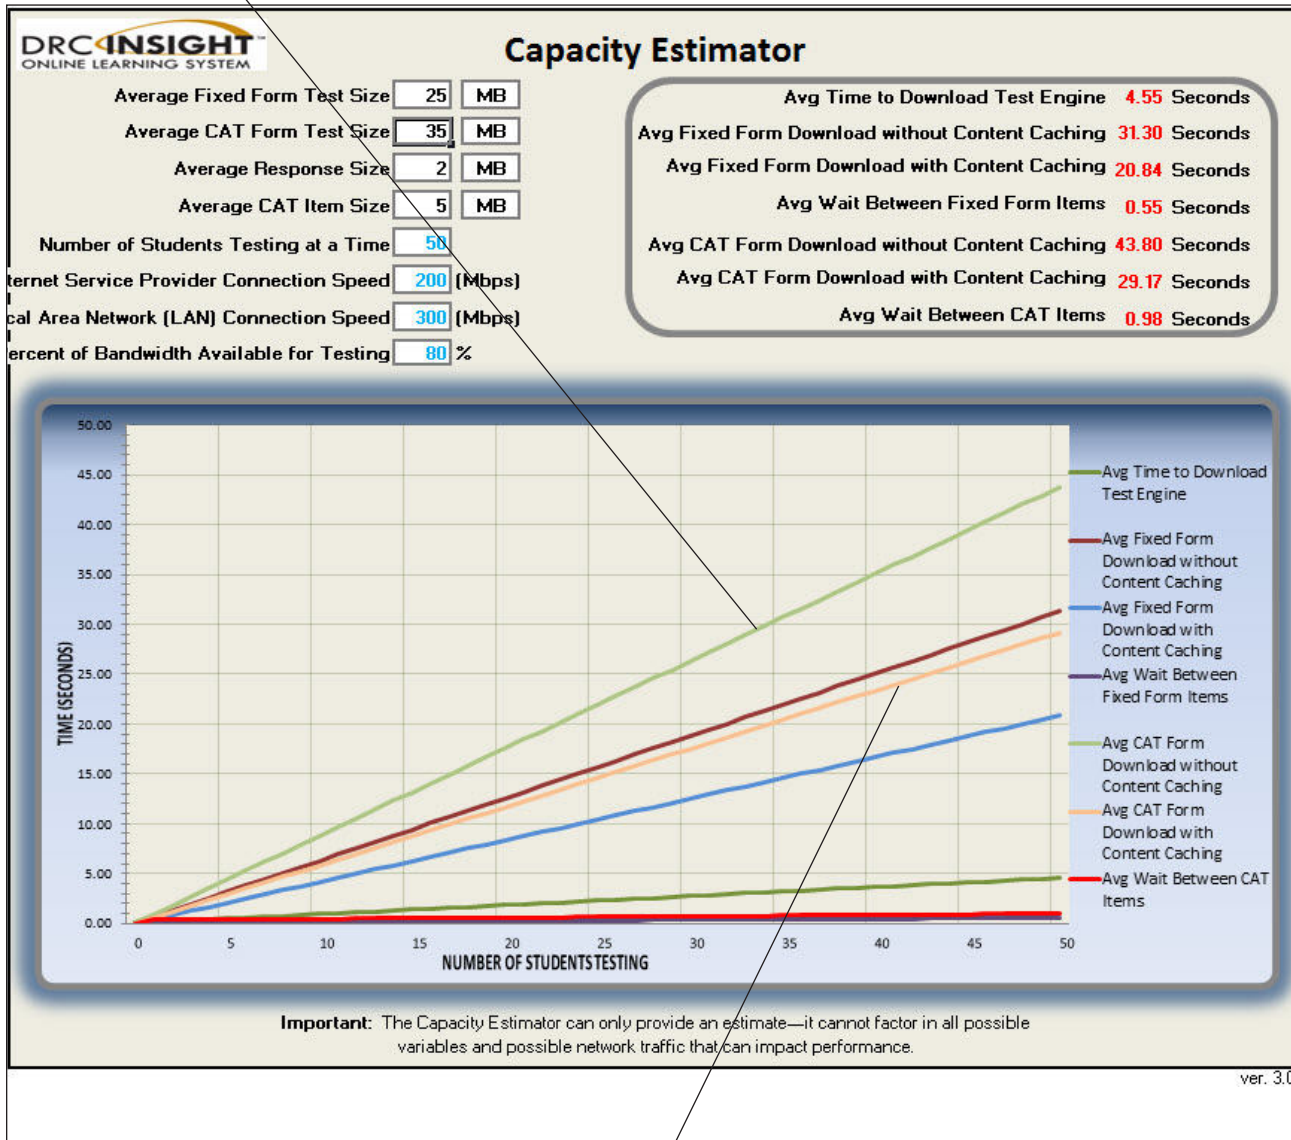 DRC INSIGHT™
ONLINE LEARNING SYSTEM
Capacity Estimator
Average Fixed Form Test Size 25 MB
Average CAT Form Test Size 35 MB
Average Response Size 2 MB
Average CAT Item Size 5 MB
Number of Students Testing at a Time 50
ternet Service Provider Connection Speed 200 (Mbps)
cal Area Network (LAN) Connection Speed 300 (Mbps)
ercent of Bandwidth Available for Testing 80 %
Avg Time to Download Test Engine 4.55 Seconds
Avg Fixed Form Download without Content Caching 31.30 Seconds
Avg Fixed Form Download with Content Caching 20.84 Seconds
Avg Wait Between Fixed Form Items 0.55 Seconds
Avg CAT Form Download without Content Caching 43.80 Seconds
Avg CAT Form Download with Content Caching 29.17 Seconds
Avg Wait Between CAT Items 0.98 Seconds
50.00
45.00
40.00
35.00
30.00
25.00
20.00
15.00
10.00
5.00
0.00
TIME (SECONDS)
0 5 10 15 20 25 30 35 40 45 50
NUMBER OF STUDENTS TESTING
Avg Time to Download
Test Engine
Avg Fixed Form
Download without
Content Caching
Avg Fixed Form
Download with
Content Caching
Avg Wait Between
Fixed Form Items
Avg CAT Form
Download without
Content Caching
Avg CAT Form
Download with
Content Caching
Avg Wait Between CAT
Items
Important: The Capacity Estimator can only provide an estimate—it cannot factor in all possible
variables and possible network traffic that can impact performance.
ver. 3.0